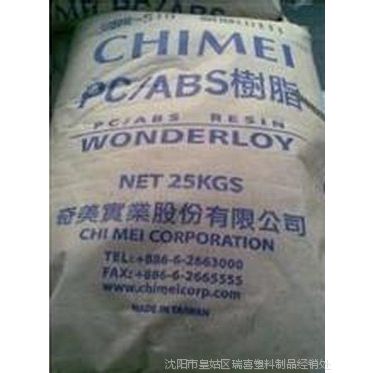 CHIMEI
PC/ABS樹脂
PC/ABS RESIN
WONDERLOY
NET 25KGS
奇美實業股份有限公司
CHI MEI CORPORATION
TEL:+886-6-2663000
FAX:+886-6-2665555
www.chimeicorp.com
MADE IN TAIWAN
沈阳市皇姑区瑞喜塑料制品经销处